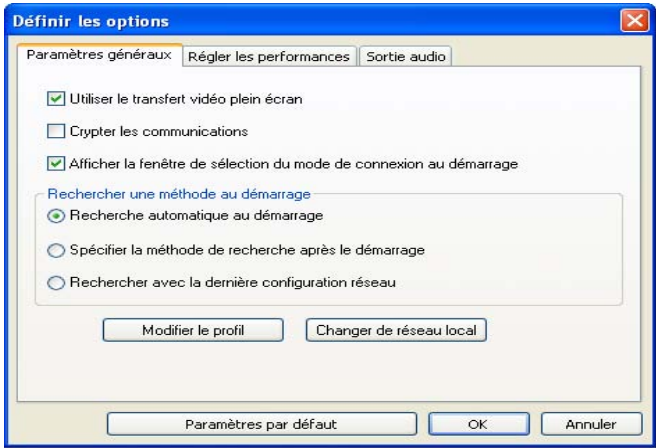 Définir les options
Paramètres généraux Régler les performances Sortie audio
Utiliser le transfert vidéo plein écran
Crypter les communications
Afficher la fenêtre de sélection du mode de connexion au démarrage
Rechercher une méthode au démarrage
Recherche automatique au démarrage
Spécifier la méthode de recherche après le démarrage
Rechercher avec la dernière configuration réseau
Modifier le profil Changer de réseau local
Paramètres par défaut OK Annuler